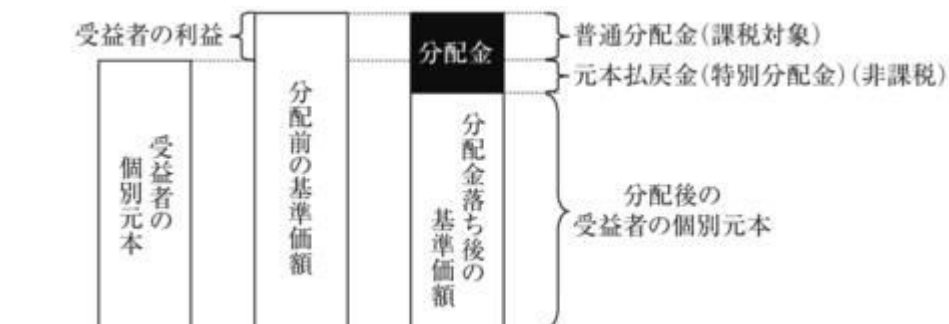 受益者の利益
分配金
普通分配金(課税対象)
元本払戻金(特別分配金)(非課税)
受益者の
個別元本
分配前の基準価額
分配金落ち後の
基準価額
分配後の
受益者の個別元本